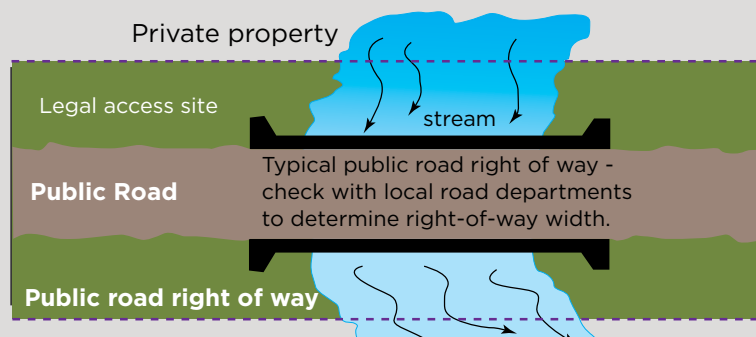 Private property
Legal access site
stream
Typical public road right of way -
check with local road departments
to determine right-of-way width.
Public Road
Public road right of way